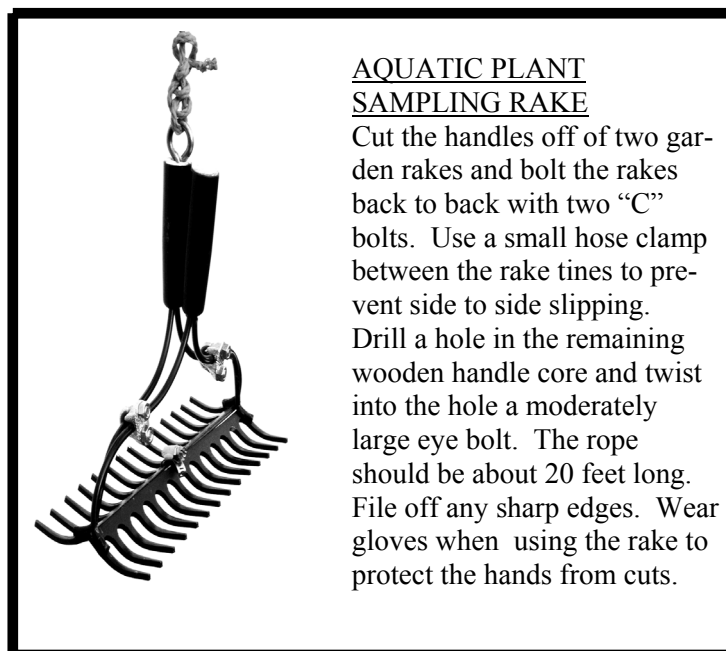 AQUATIC PLANT
SAMPLING RAKE
Cut the handles off of two gar-
den rakes and bolt the rakes
back to back with two “C”
bolts.  Use a small hose clamp
between the rake tines to pre-
vent side to side slipping.
Drill a hole in the remaining
wooden handle core and twist
into the hole a moderately
large eye bolt.  The rope
should be about 20 feet long.
File off any sharp edges.  Wear
gloves when  using the rake to
protect the hands from cuts.